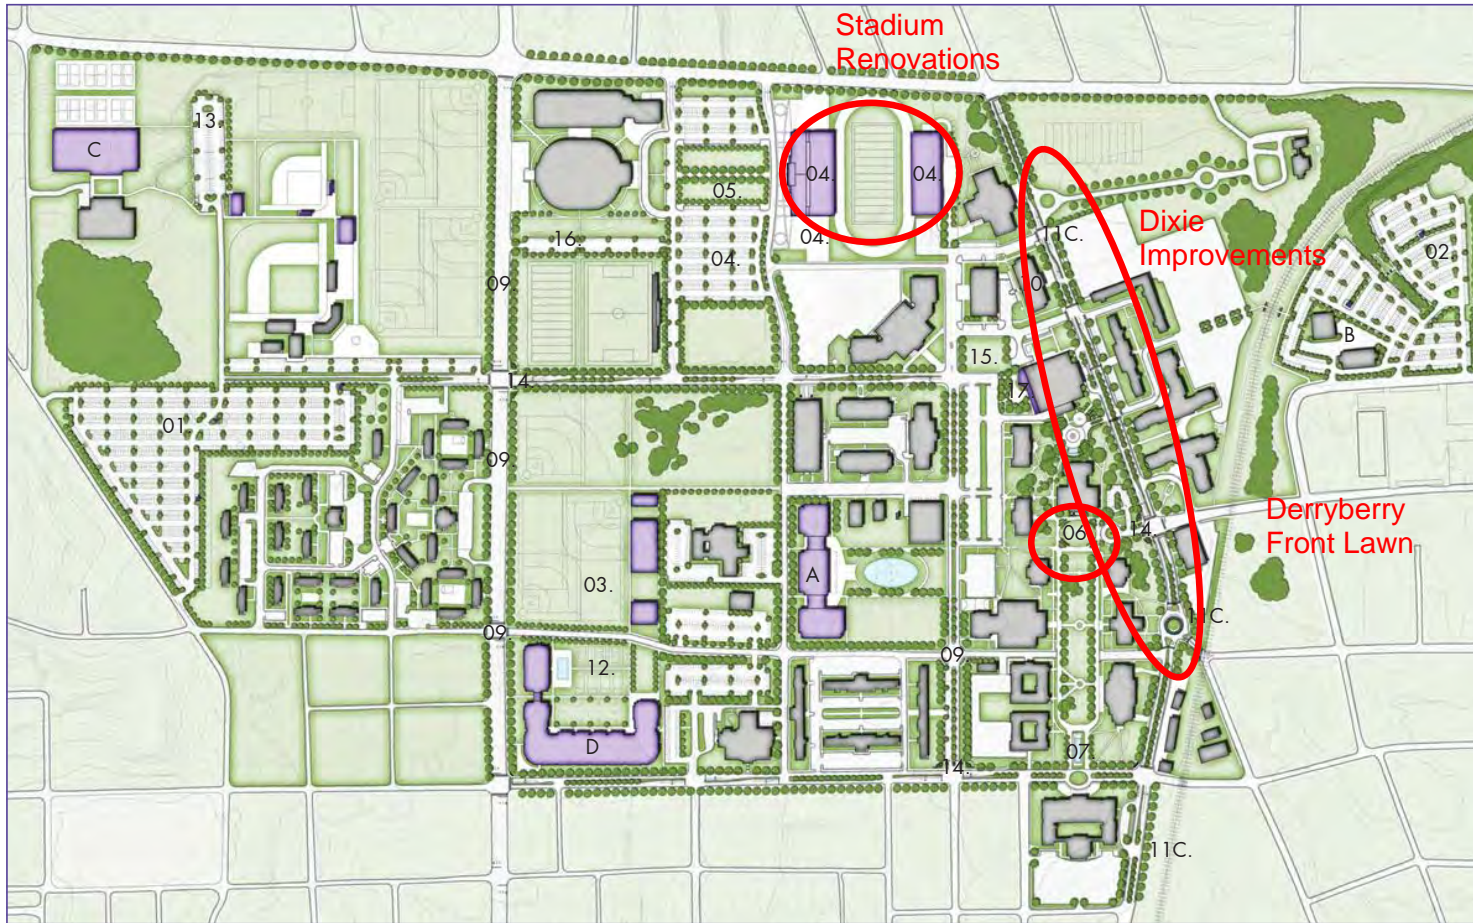 Stadium
Renovations
13.
C
04.
04.
05.
Dixie
Improvements
16.
04.
11C.
04.
02.
09.
10.
B
15.
14.
17.
01.
09.
Derryberry
Front Lawn
06.
14.
A
03.
11C.
09.
09.
12.
D
07.
14.
11C.